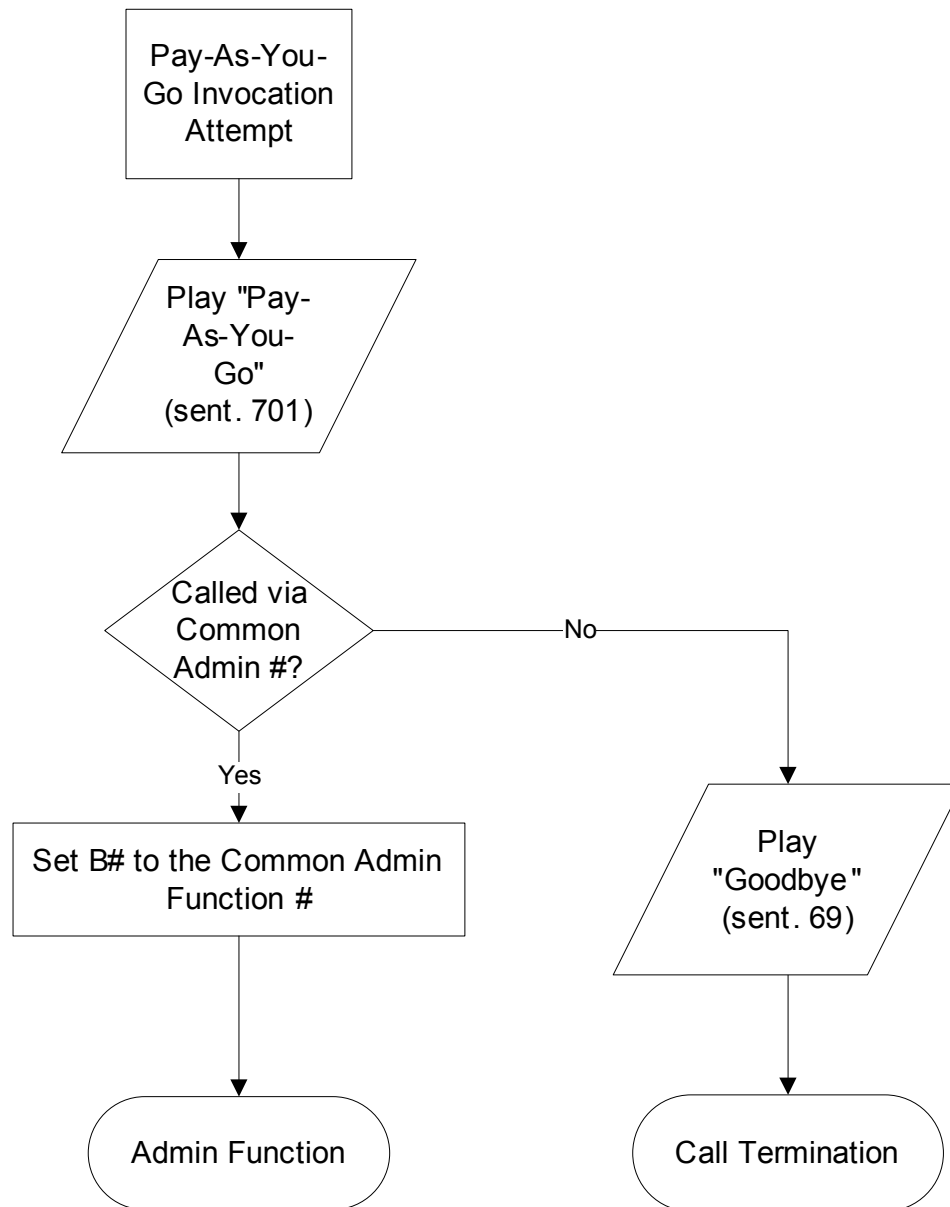 Pay-As-You-
Go Invocation
Attempt
Play "Pay-
As-You-
Go"
(sent. 701)
Called via
Common
Admin #?
No
Yes
Set B# to the Common Admin
Function #
Play
"Goodbye"
(sent. 69)
Admin Function
Call Termination